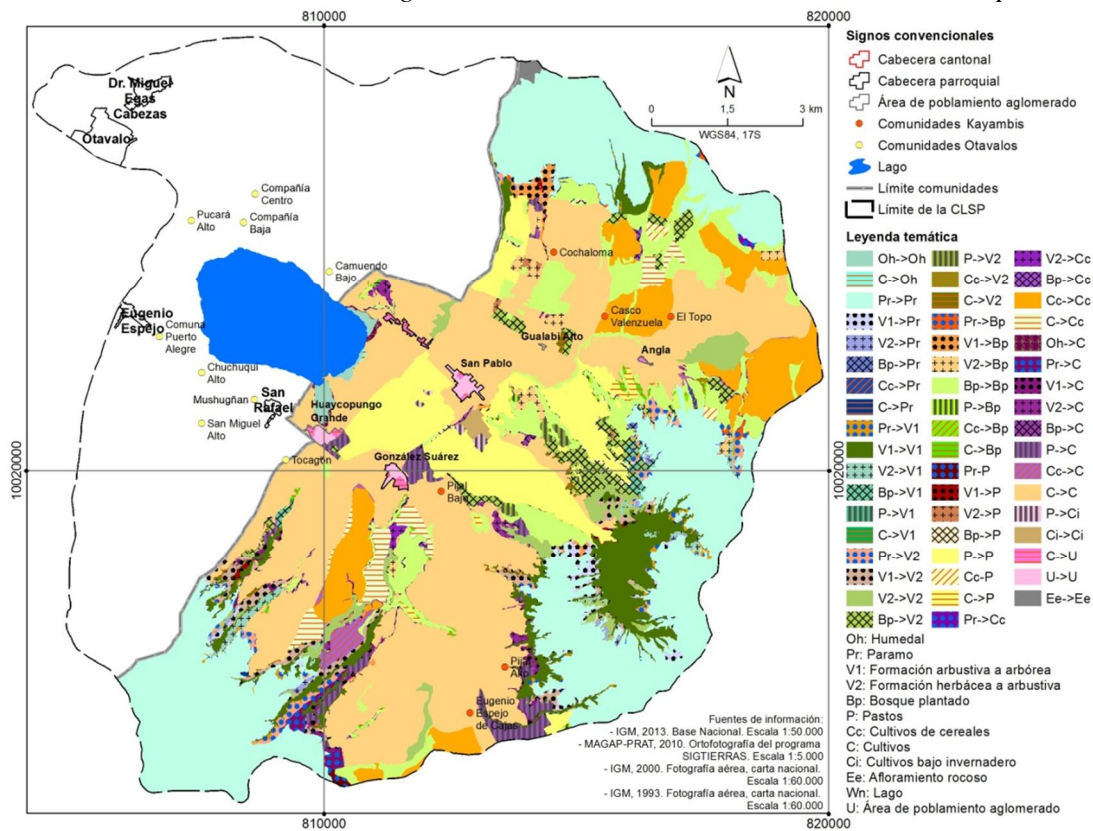 810000
820000
Signos convencionales
Cabecera cantonal
Cabecera parroquial
Área de poblamiento aglomerado
Comunidades Kayambis
Comunidades Otavalos
Lago
Límite comunidades
Límite de la CLSP
N
0 1,5 3 km
WGS84, 17S
Dr. Miguel
Egas
Cabezas
Otavalo
Compañía
Centro
Pucará
Alto
Compañía
Baja
Camuendo
Bajo
Cochaloma
Eugenio
Espejo
Comuna
Puerto
Alegre
Casco
Valenzuela
El Topo
Gualabi Alto
Angla
San Pablo
Chuchuquí
Alto
Mushugñan
San
Rafael
Huaycopungo
Grande
San Miguel
Alto
Tocagón
González Suárez
Pijal
Bajo
10020000
10020000
Pijal
Alto
Eugenio
Espejo
de Cajas
Leyenda temática
Oh->Oh P->V2 V2->Cc
C->Oh Cc->V2 Bp->Cc
Pr->Pr C->V2 Cc->Cc
V1->Pr Pr->Bp C->Cc
V2->Pr V1->Bp Oh->C
Bp->Pr V2->Bp Pr->C
Cc->Pr Bp->Bp V1->C
C->Pr P->Bp V2->C
Pr->V1 Cc->Bp Bp->C
V1->V1 C->Bp P->C
V2->V1 Pr-P Cc->C
Bp->V1 V1->P C->C
P->V1 V2->P P->Ci
C->V1 Bp->P Ci->Ci
Pr->V2 P->P C->U
V1->V2 Cc-P U->U
V2->V2 C->P Ee->Ee
Bp->V2 Pr->Cc
Oh: Humedal
Pr: Paramo
V1: Formación arbustiva a arbórea
V2: Formación herbácea a arbustiva
Bp: Bosque plantado
P: Pastos
Cc: Cultivos de cereales
C: Cultivos
Ci: Cultivos bajo invernadero
Ee: Afloramiento rocoso
Wn: Lago
U: Área de poblamiento aglomerado
Fuentes de información:
- IGM, 2013. Base Nacional. Escala 1:50.000
- MAGAP-PRAT, 2010. Ortofotografía del programa
SIGTIERRAS. Escala 1:5.000
- IGM, 2000. Fotografía aérea, carta nacional.
Escala 1:60.000
- IGM, 1993. Fotografía aérea, carta nacional.
Escala 1:60.000
810000
820000